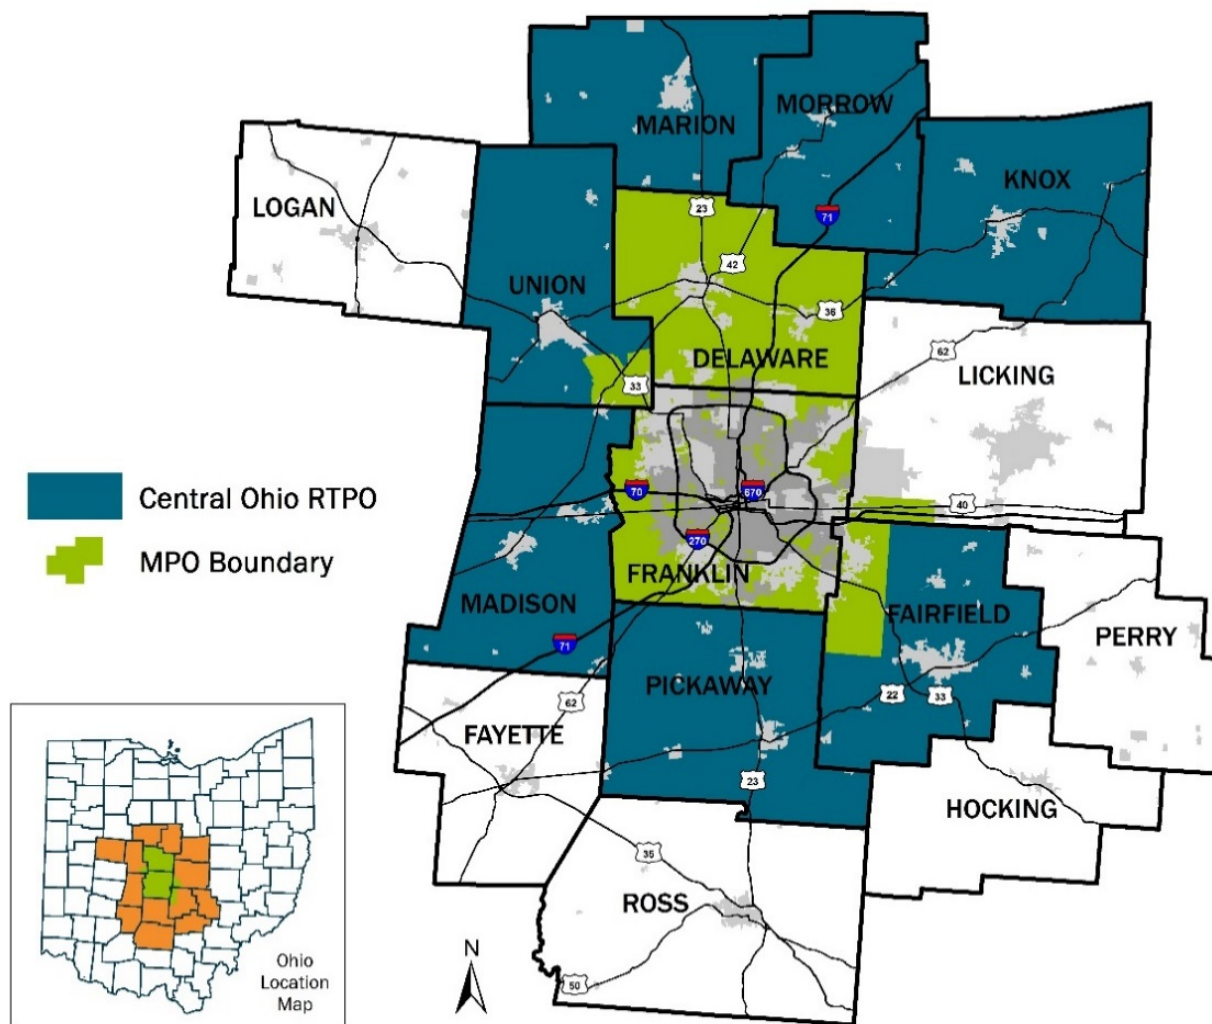 MORROW
MARION
KNOX
LOGAN
23
71
42
UNION
36
DELAWARE
62
LICKING
33
Central Ohio RTPO
70
670
40
MPO Boundary
270
FRANKLIN
MADISON
FAIRFIELD
PERRY
71
PICKAWAY
62
22
33
FAYETTE
23
HOCKING
35
ROSS
N
50
Ohio
Location
Map